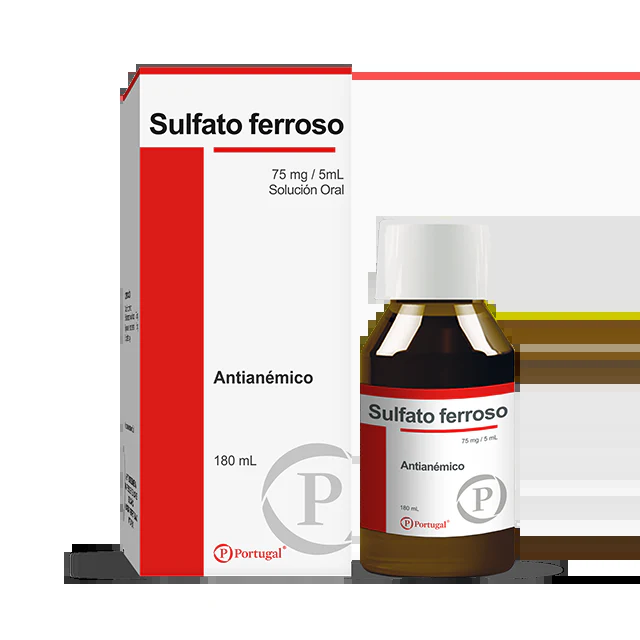 Sulfato ferroso
75 mg / 5mL
Solución Oral
Antianémico
180 mL
P
P Portugal®
Sulfato ferroso
75 mg / 5 mL
Antianémico
180 mL
P
P Portugal®